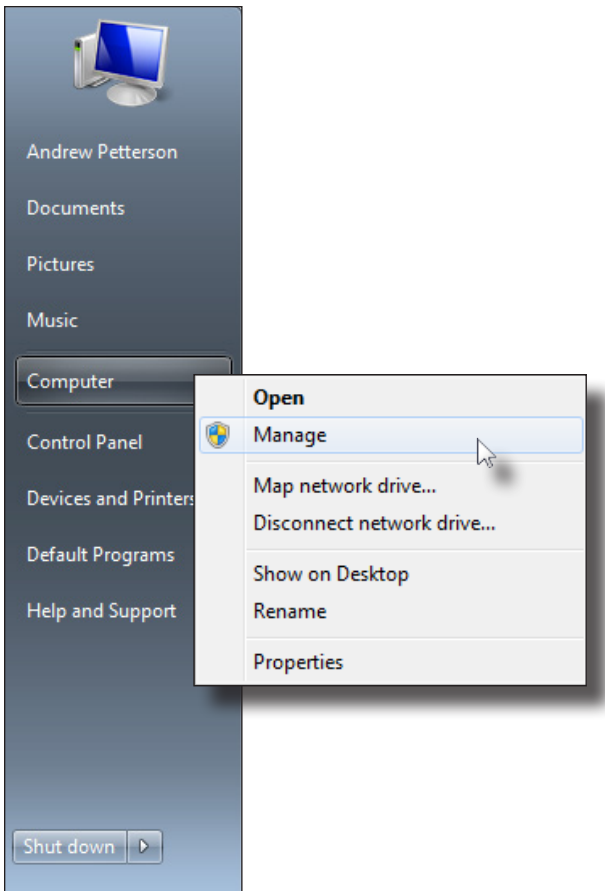 Andrew Petterson
Documents
Pictures
Music
Computer
Control Panel
Devices and Printers
Default Programs
Help and Support
Shut down
Open
Manage
Map network drive...
Disconnect network drive...
Show on Desktop
Rename
Properties